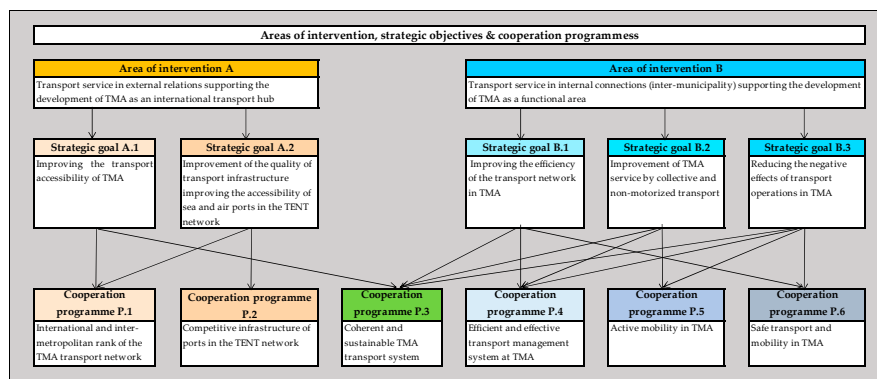 Areas of intervention, strategic objectives & cooperation programmess
Area of intervention A
Transport service in external relations supporting the
development of TMA as an international transport hub
Area of intervention B
Transport service in internal connections (inter-municipality) supporting the development
of TMA as a functional area
Strategic goal A.1
Improving the transport
accessibility of TMA
Strategic goal A.2
Improvement of the quality of
transport infrastructure
improving the accessibility of
sea and air ports in the TENT
network
Strategic goal B.1
Improving the efficiency
of the transport network
in TMA
Strategic goal B.2
Improvement of TMA
service by collective and
non-motorized transport
Strategic goal B.3
Reducing the negative
effects of transport
operations in TMA
Cooperation
programme P.1
International and inter-
metropolitan rank of the
TMA transport network
Cooperation programme
P.2
Competitive infrastructure of
ports in the TENT network
Cooperation
programme P.3
Coherent and
sustainable TMA
transport system
Cooperation
programme P.4
Efficient and effective
transport management
system at TMA
Cooperation
programme P.5
Active mobility in TMA
Cooperation
programme P.6
Safe transport and
mobility in TMA